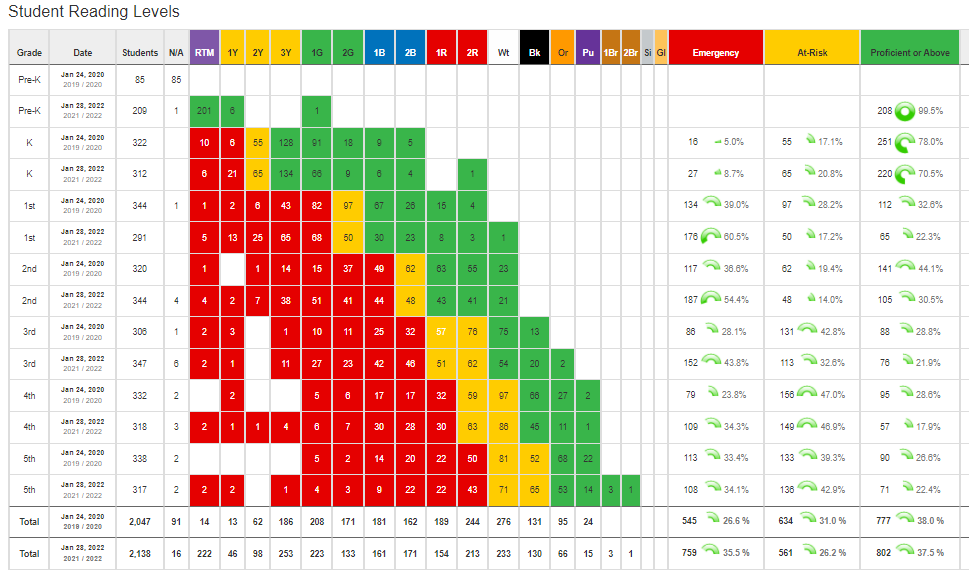 Student Reading Levels
Grade Date Students N/A RTM 1Y 2Y 3Y 1G 2G 1B 2B 1R 2R Wt Bk Or Pu 1Br 2Br Si Gl Emergency At-Risk Proficient or Above
Pre-K Jan 24, 2020 85 85
2019 / 2020
Pre-K Jan 28, 2022 209 1 201 6 1 208 99.5%
2021 / 2022
K Jan 24, 2020 322 10 6 55 128 91 18 9 5 16 5.0% 55 17.1% 251 78.0%
2019 / 2020
K Jan 28, 2022 312 6 21 65 134 66 9 6 4 1 27 8.7% 65 20.8% 220 70.5%
2021 / 2022
1st Jan 24, 2020 344 1 1 2 6 43 82 97 67 26 15 4 134 39.0% 97 28.2% 112 32.6%
2019 / 2020
1st Jan 28, 2022 291 5 13 25 65 68 50 30 23 8 3 1 176 60.5% 50 17.2% 65 22.3%
2021 / 2022
2nd Jan 24, 2020 320 1 1 14 15 37 49 62 63 55 23 117 36.6% 62 19.4% 141 44.1%
2019 / 2020
2nd Jan 28, 2022 344 4 4 2 7 38 51 41 44 48 43 41 21 187 54.4% 48 14.0% 105 30.5%
2021 / 2022
3rd Jan 24, 2020 306 1 2 3 1 10 11 25 32 57 76 75 13 86 28.1% 131 42.8% 88 28.8%
2019 / 2020
3rd Jan 28, 2022 347 6 2 1 11 27 23 42 46 51 62 54 20 2 152 43.8% 113 32.6% 76 21.9%
2021 / 2022
4th Jan 24, 2020 332 2 2 5 6 17 17 32 59 97 66 27 2 79 23.8% 156 47.0% 95 28.6%
2019 / 2020
4th Jan 28, 2022 318 3 2 1 1 4 6 7 30 28 30 63 86 45 11 1 109 34.3% 149 46.9% 57 17.9%
2021 / 2022
5th Jan 24, 2020 338 2 5 2 14 20 22 50 81 52 68 22 113 33.4% 133 39.3% 90 26.6%
2019 / 2020
5th Jan 28, 2022 317 2 2 2 1 4 3 9 22 22 43 71 65 53 14 3 1 108 34.1% 136 42.9% 71 22.4%
2021 / 2022
Total Jan 24, 2020 2,047 91 14 13 62 186 208 171 181 162 189 244 276 131 95 24 545 26.6 % 634 31.0 % 777 38.0 %
2019 / 2020
Total Jan 28, 2022 2,138 16 222 46 98 253 223 133 161 171 154 213 233 130 66 15 3 1 759 35.5 % 561 26.2 % 802 37.5 %
2021 / 2022